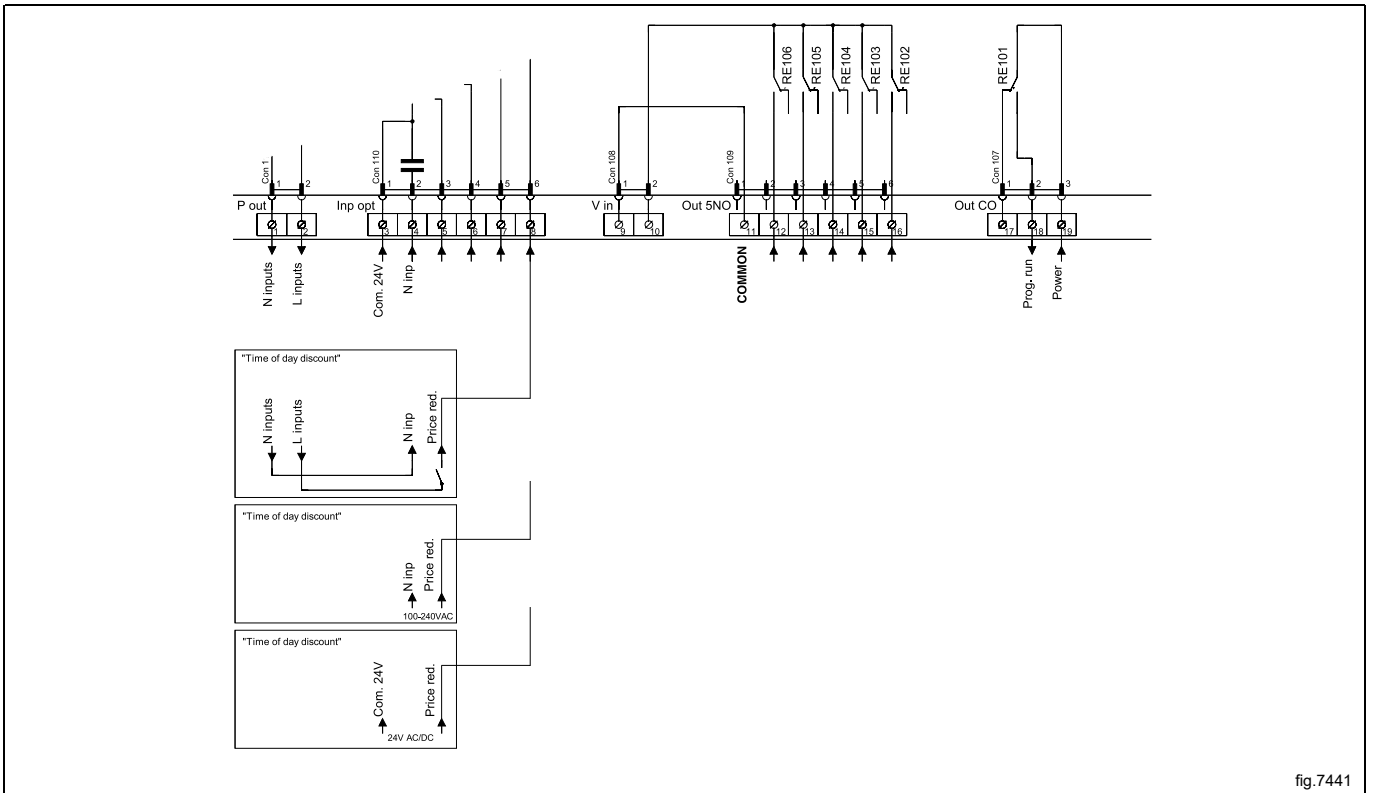 RE106
RE105
RE104
RE103
RE102
RE101
Con 1
Con 110
Con 108
Con 109
Con 107
1 2
1 2 3 4 5 6
1 2
1 2 3 4 5 6
1 2 3
P out
Inp opt
V in
Out 5NO
Out CO
1 2
3 4 5 6 7 8
9 10
11 12 13 14 15 16
17 18 19
N inputs
L inputs
Com. 24V
N inp
COMMON
Prog. run
Power
"Time of day discount"
N inputs
L inputs
N inp
Price red.
"Time of day discount"
N inp
Price red.
100-240VAC
"Time of day discount"
Com. 24V
Price red.
24V AC/DC
fig.7441